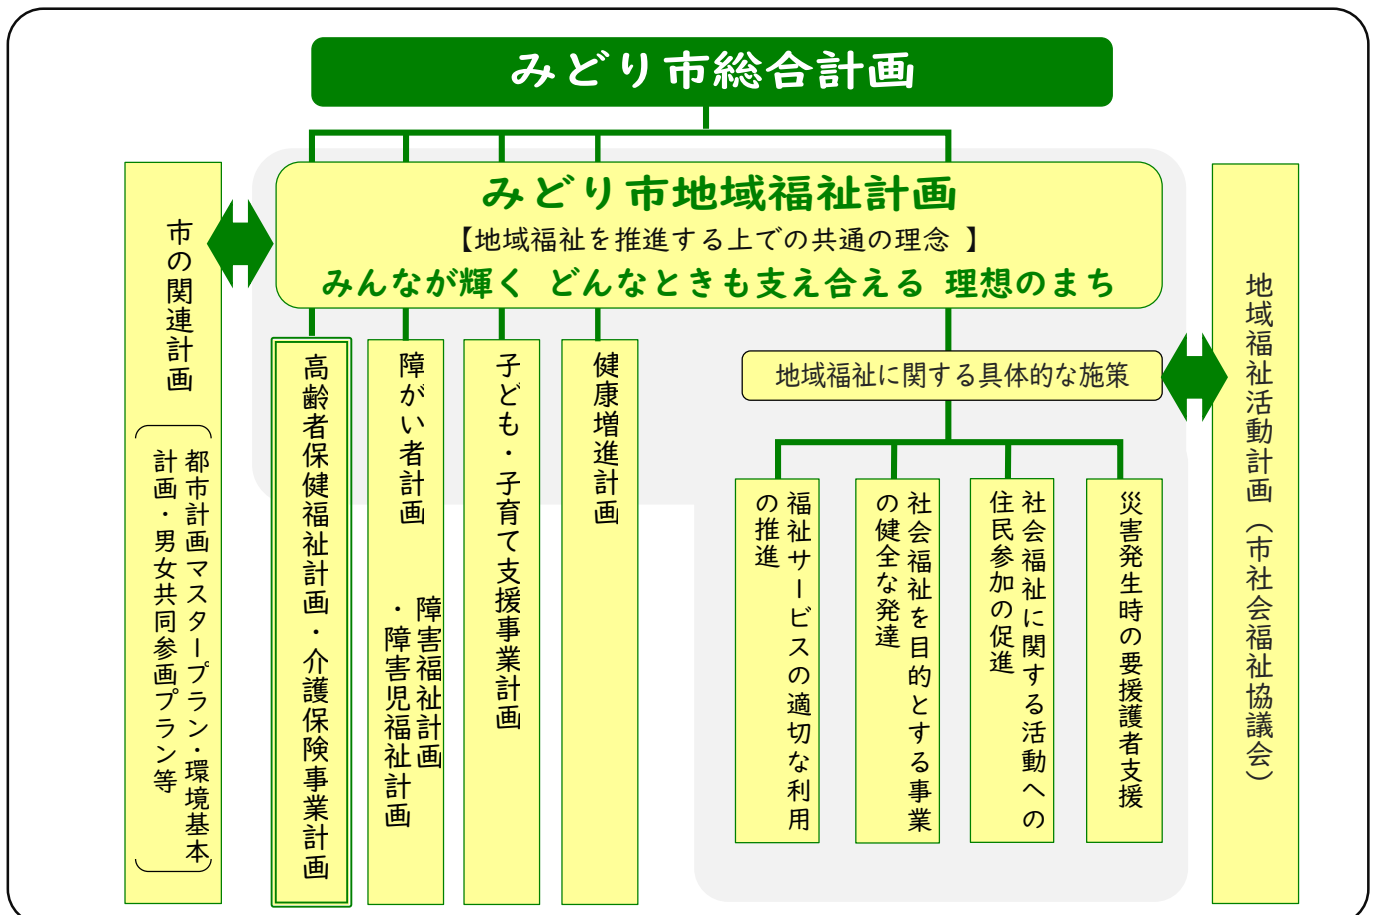 みどり市総合計画
みどり市地域福祉計画
【地域福祉を推進する上での共通の理念 】
みんなが輝く どんなときも支え合える 理想のまち
市の関連計画
都市計画マスタープラン・環境基本
計画・男女共同参画プラン等
高齢者保健福祉計画・介護保険事業計画
障がい者計画
障害福祉計画
・障害児福祉計画
子ども・子育て支援事業計画
健康増進計画
地域福祉に関する具体的な施策
福祉サービスの適切な利用
の推進
社会福祉を目的とする事業
の健全な発達
社会福祉に関する活動への
住民参加の促進
災害発生時の要援護者支援
地域福祉活動計画（市社会福祉協議会）